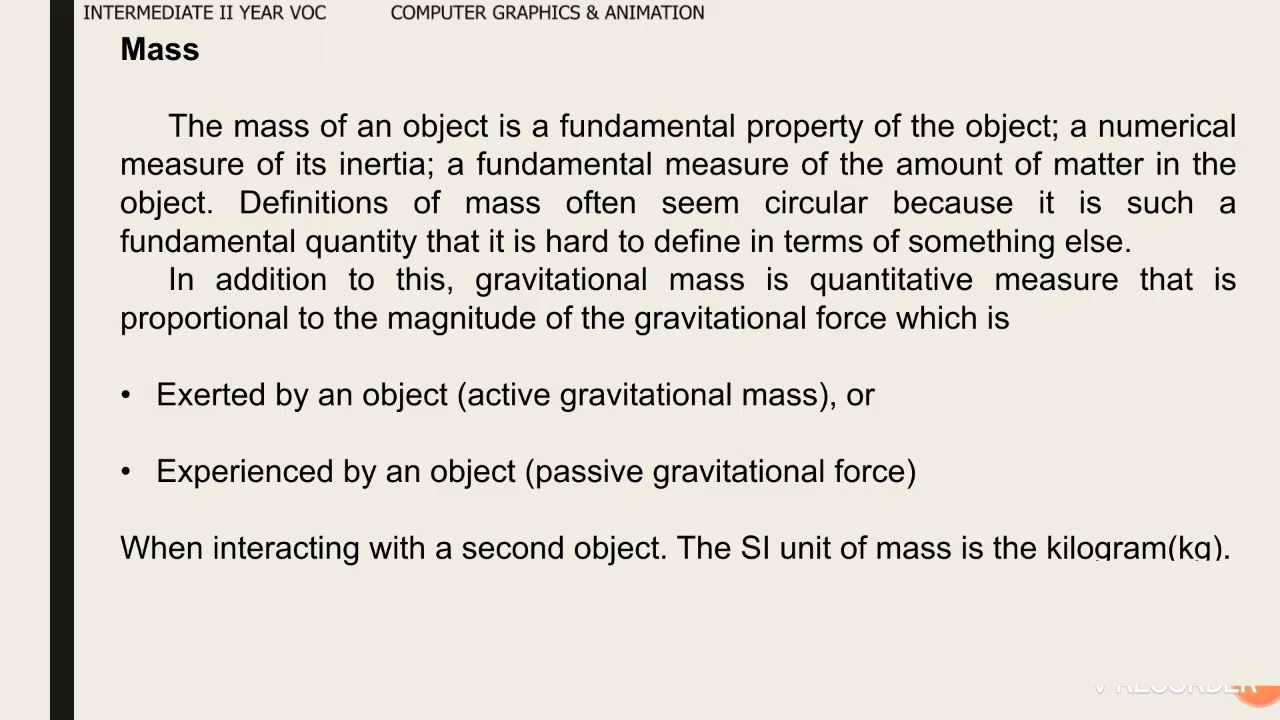 INTERMEDIATE II YEAR VOC COMPUTER GRAPHICS & ANIMATION
Mass
The mass of an object is a fundamental property of the object; a numerical
measure of its inertia; a fundamental measure of the amount of matter in the
object. Definitions of mass often seem circular because it is such a
fundamental quantity that it is hard to define in terms of something else.
In addition to this, gravitational mass is quantitative measure that is
proportional to the magnitude of the gravitational force which is
• Exerted by an object (active gravitational mass), or
• Experienced by an object (passive gravitational force)
When interacting with a second object. The SI unit of mass is the kilogram(kg).
V RECORDER